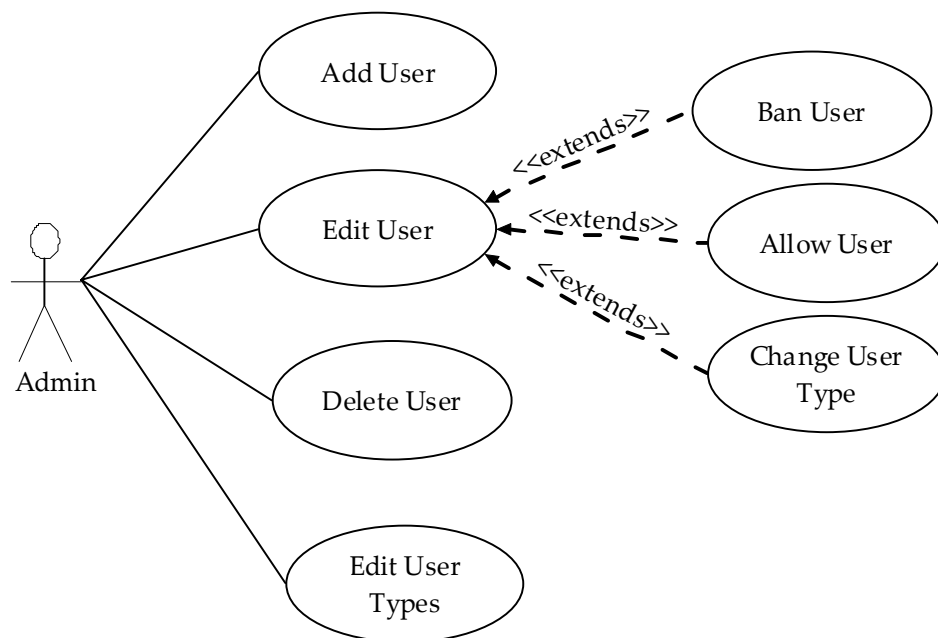 Add User
Ban User
<<extends>>
Edit User
<<extends>>
Allow User
<<extends>>
Change User
Type
Admin
Delete User
Edit User
Types